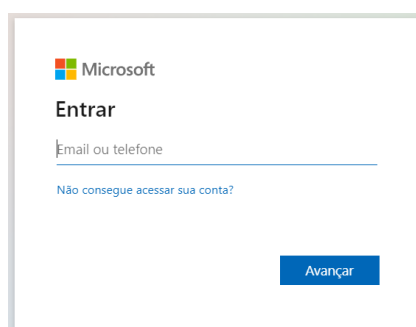 Microsoft
Entrar
Email ou telefone
Não consegue acessar sua conta?
Avançar